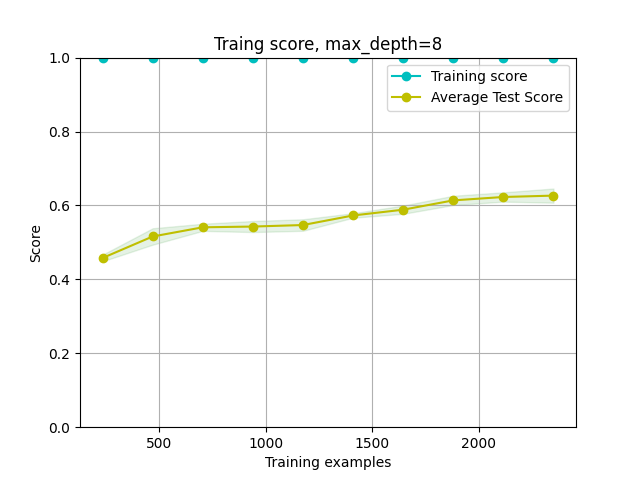 Traing score, max_depth=8
Training score
Average Test Score
1.0
0.8
0.6
0.4
0.2
0.0
Score
500 1000 1500 2000
Training examples